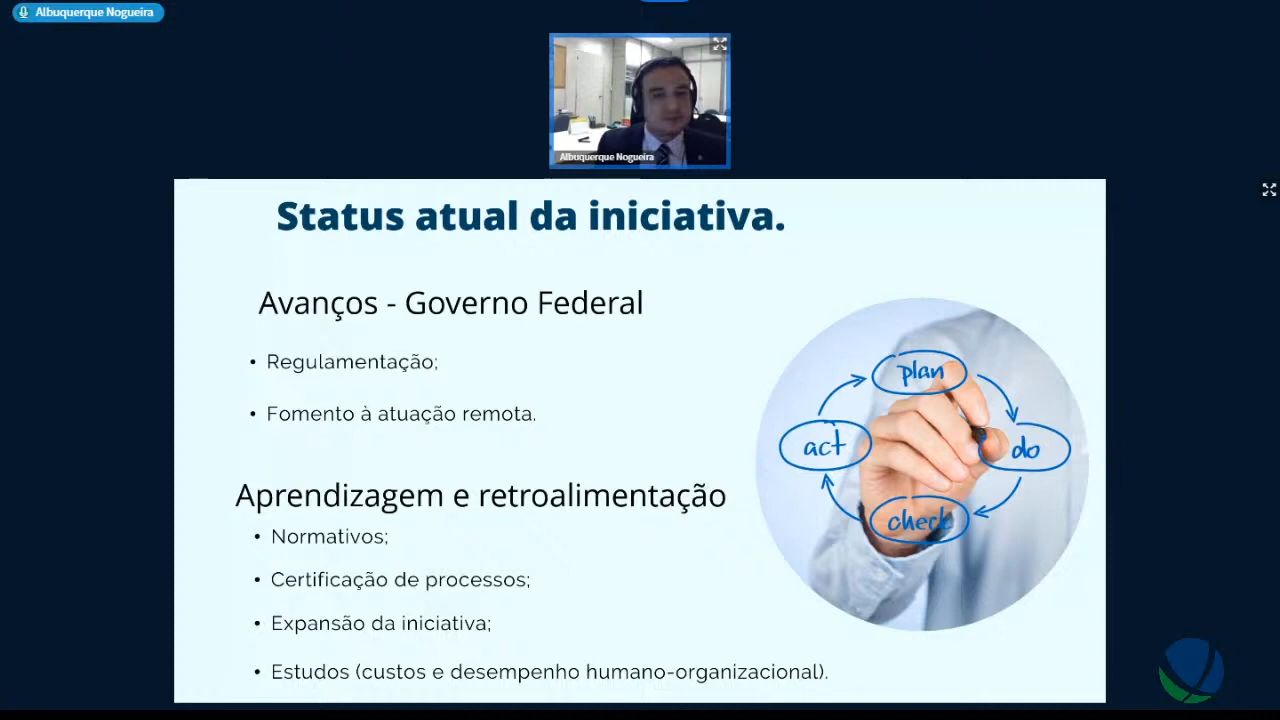 Albuquerque Nogueira
Albuquerque Nogueira
Status atual da iniciativa.
Avanços - Governo Federal
• Regulamentação;
• Fomento à atuação remota.
plan
act
do
check
Aprendizagem e retroalimentação
• Normativos;
• Certificação de processos;
• Expansão da iniciativa;
• Estudos (custos e desempenho humano-organizacional).